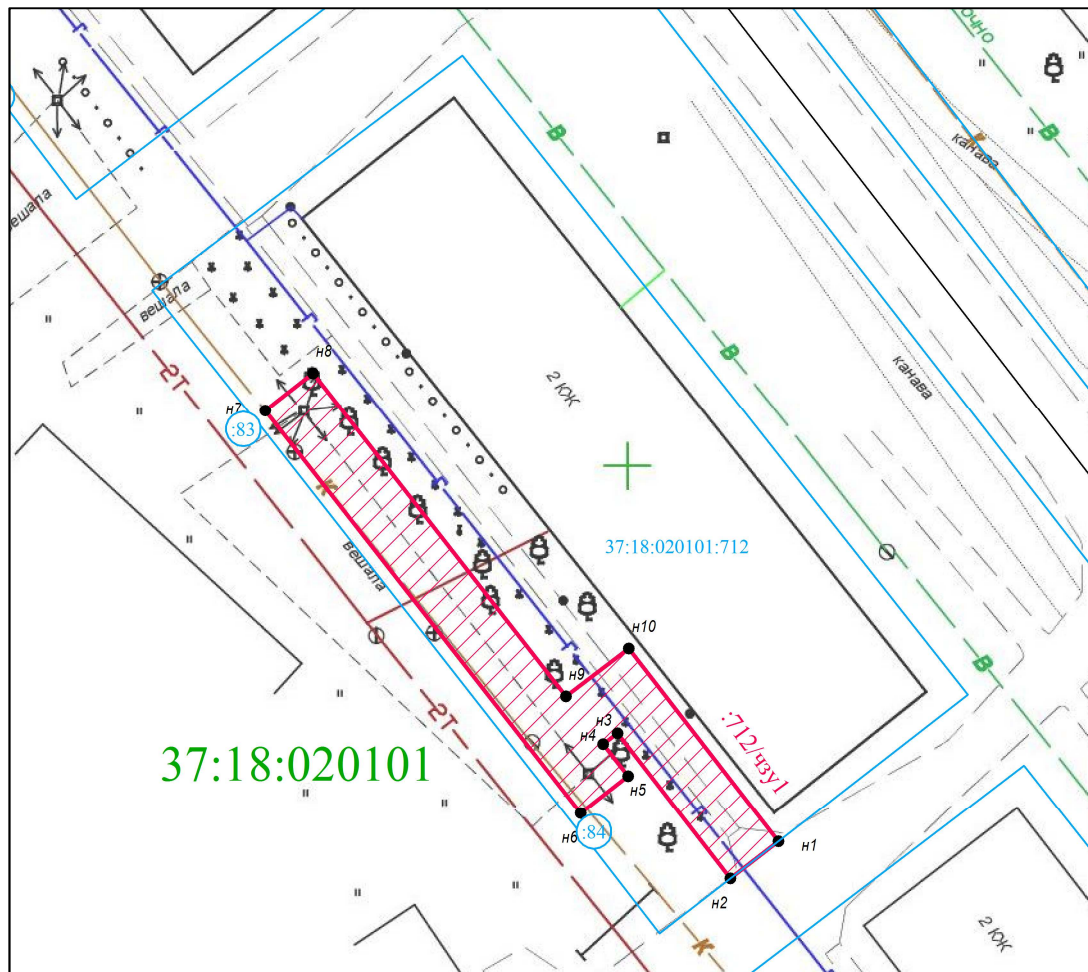 очно
В
В
К
канава
вешала
вешала
н8
В
канава
2Т
2 КЖ
н7
:83
К
37:18:020101:712
вешала
н10
В
н9
:712/чзу1
2Т
н3
н4
37:18:020101
н5
н6
:84
н1
н2
2 КЖ
К